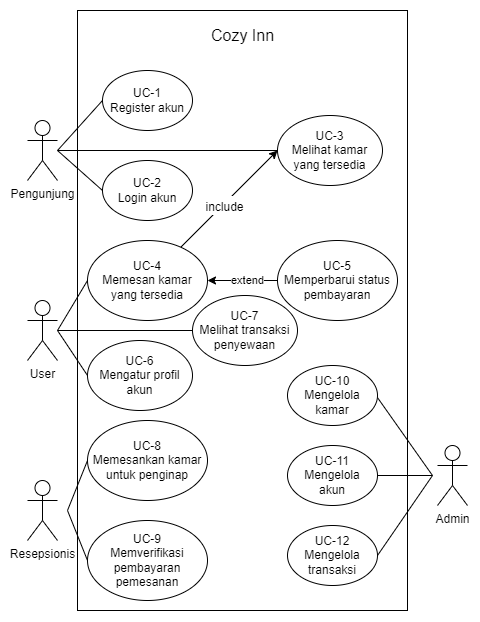 Cozy Inn
UC-1
Register akun
UC-3
Melihat kamar
yang tersedia
Pengunjung
UC-2
Login akun
include
UC-4
Memesan kamar
yang tersedia
extend
UC-5
Memperbarui status
pembayaran
UC-7
Melihat transaksi
penyewaan
User
UC-6
Mengatur profil
akun
UC-10
Mengelola
kamar
UC-8
Memesankan kamar
untuk penginap
UC-11
Mengelola
akun
Admin
Resepsionis
UC-9
Memverifikasi
pembayaran
pemesanan
UC-12
Mengelola
transaksi